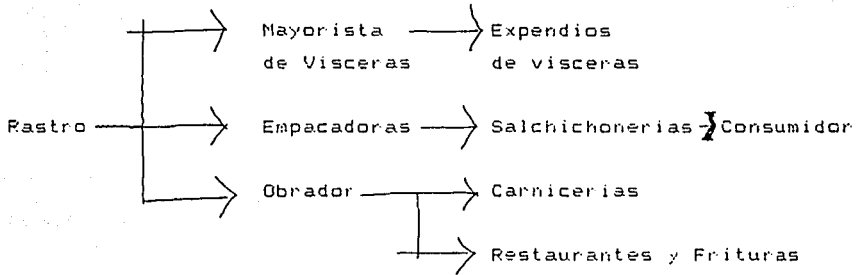 Mayorista Expendios
de Visceras de visceras
Rastro Empacadoras Salchichonerias Consumidor
Obrador Carnicerias
Restaurantes y Frituras